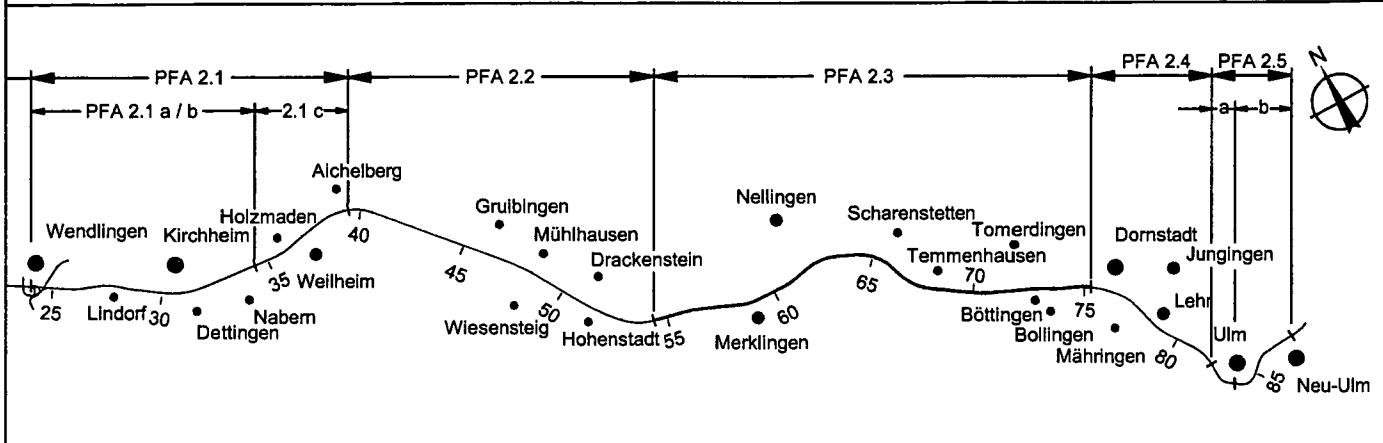 PFA 2.1
PFA 2.2
PFA 2.3
PFA 2.4
PFA 2.5
N
PFA 2.1 a / b
2.1 c
a
b
Aichelberg
Wendlingen
Holzmaden
Kirchheim
Weilheim
Lindorf
Dettingen
Nabern
25
30
35
40
Gruibingen
Mühlhausen
Drackenstein
Wiesensteig
Hohenstadt
45
50
55
Nellingen
Merklingen
Scharenstetten
Temmenhausen
Tomerdingen
60
65
70
75
Böttingen
Bollingen
Mähringen
Dornstadt
Jungingen
Lehr
Ulm
80
85
Neu-Ulm